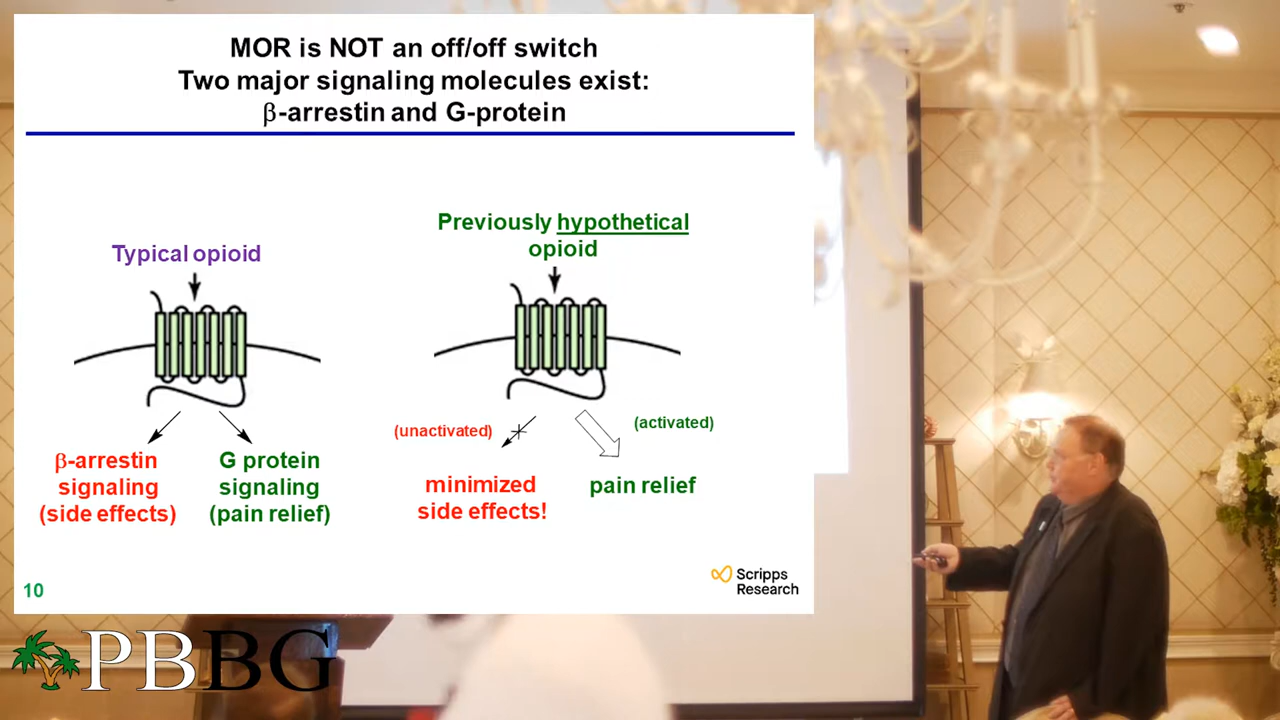 MOR is NOT an off/off switch
Two major signaling molecules exist:
β-arrestin and G-protein
Typical opioid
β-arrestin
signaling
(side effects)
G protein
signaling
(pain relief)
Previously hypothetical
opioid
(unactivated)
(activated)
minimized
side effects!
pain relief
10
Scripps
Research
PBBG